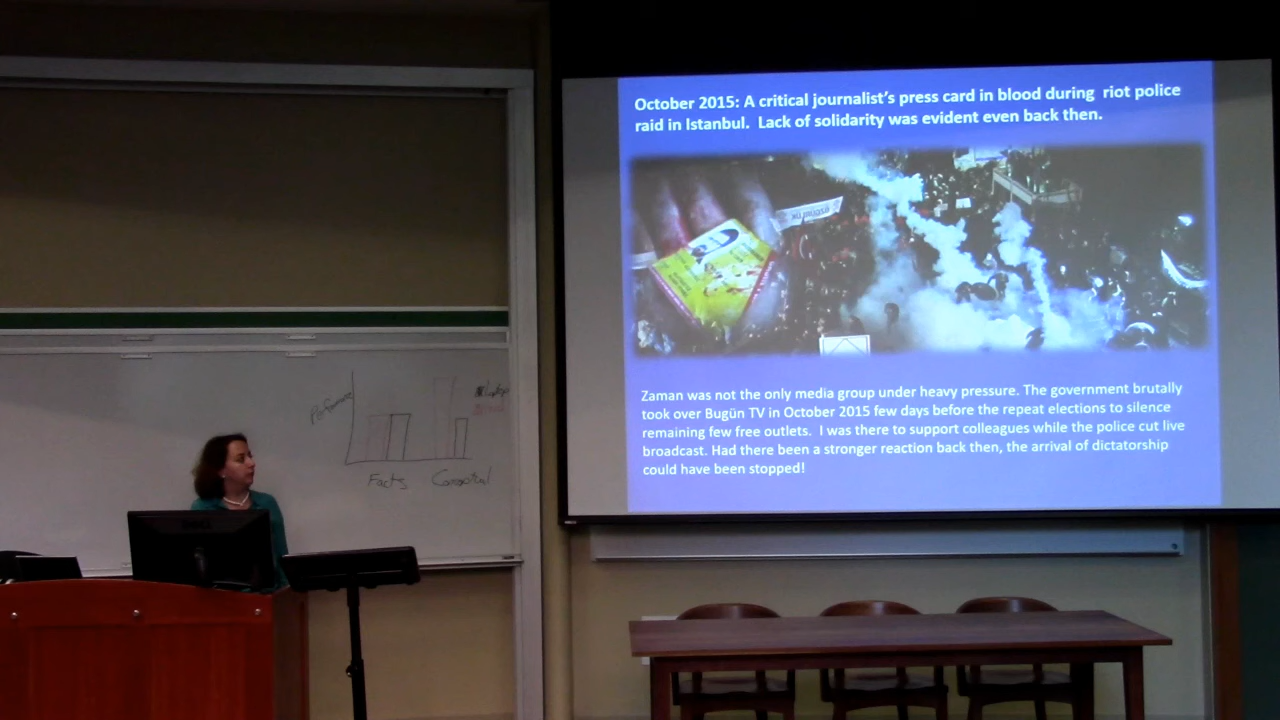 October 2015: A critical journalist's press card in blood during riot police
raid in Istanbul. Lack of solidarity was evident even back then.
Zaman was not the only media group under heavy pressure. The government brutally
took over Bugün TV in October 2015 few days before the repeat elections to silence
remaining few free outlets. I was there to support colleagues while the police cut live
broadcast. Had there been a stronger reaction back then, the arrival of dictatorship
could have been stopped!
Facts